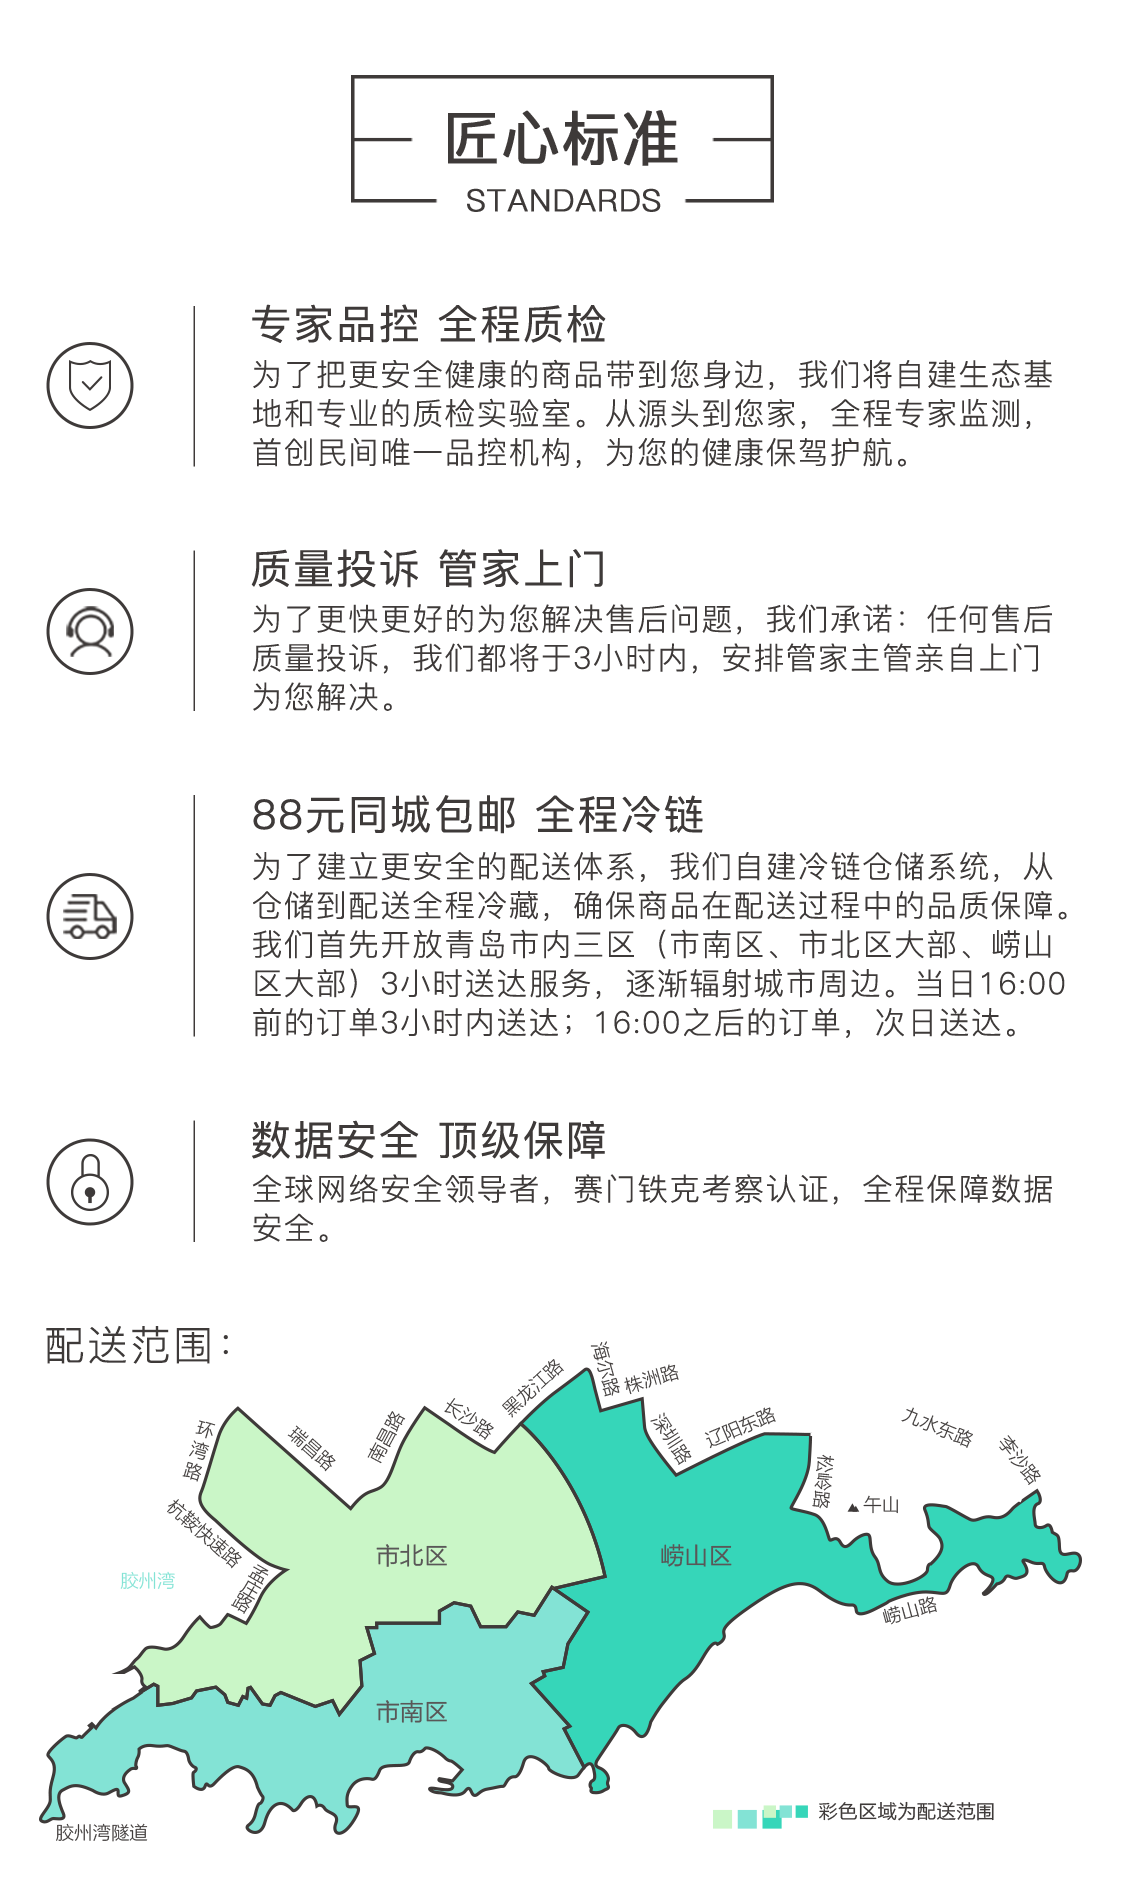 匠心标准
STANDARDS
专家品控 全程质检
为了把更安全健康的商品带到您身边，我们将自建生态基
地和专业的质检实验室。从源头到您家，全程专家监测，
首创民间唯一品控机构，为您的健康保驾护航。
质量投诉 管家上门
为了更快更好的为您解决售后问题，我们承诺：任何售后
质量投诉，我们都将于3小时内，安排管家主管亲自上门
为您解决。
88元同城包邮 全程冷链
为了建立更安全的配送体系，我们自建冷链仓储系统，从
仓储到配送全程冷藏，确保商品在配送过程中的品质保障。
我们首先开放青岛市内三区（市南区、市北区大部、崂山
区大部）3小时送达服务，逐渐辐射城市周边。当日16:00
前的订单3小时内送达；16:00之后的订单，次日送达。
数据安全 顶级保障
全球网络安全领导者，赛门铁克考察认证，全程保障数据
安全。
配送范围：
海尔路
株洲路
黑龙江路
长沙路
南昌路
瑞昌路
环湾路
深圳路
辽阳东路
九水东路
李沙路
松岭路
午山
杭鞍快速路
孟庄路
胶州湾
市北区
崂山区
崂山路
市南区
彩色区域为配送范围
胶州湾隧道